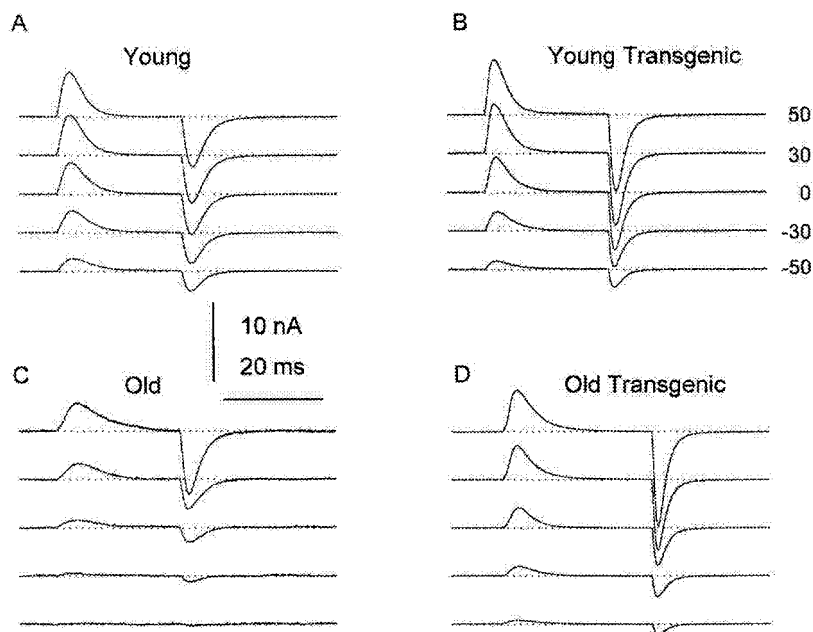 A
Young
B
Young Transgenic
50
30
0
-30
-50
10 nA
20 ms
C
Old
D
Old Transgenic